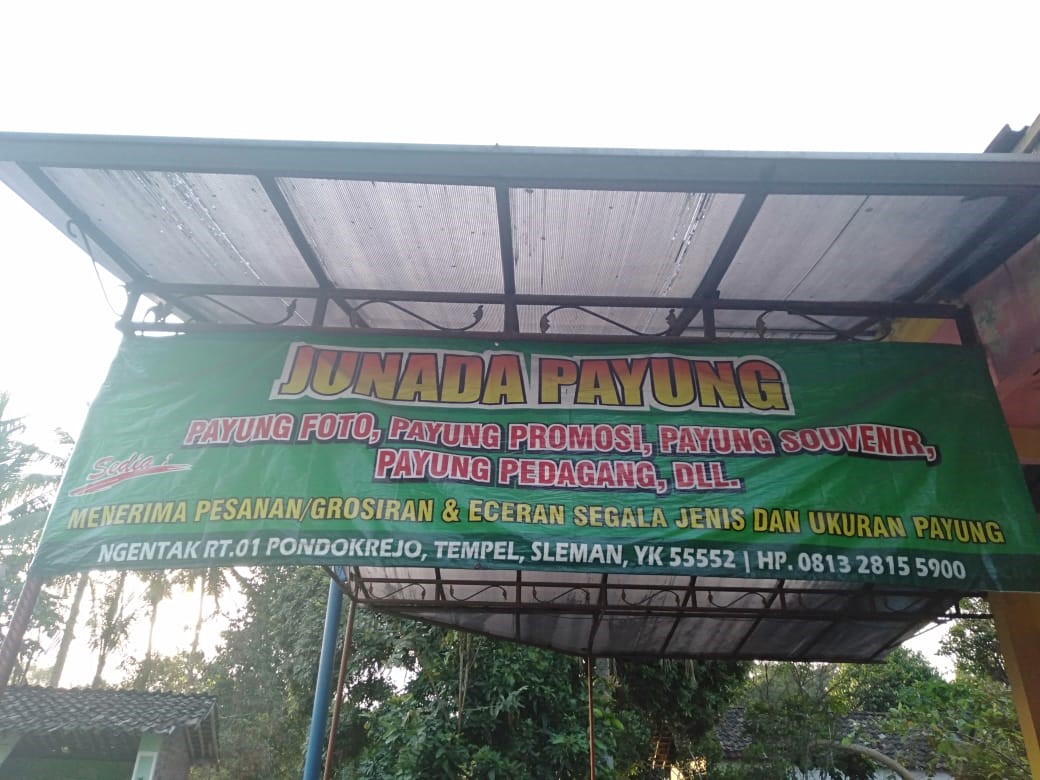 JUNADA PAYUNG
Sedia :
PAYUNG FOTO, PAYUNG PROMOSI, PAYUNG SOUVENIR,
PAYUNG PEDAGANG, DLL.
MENERIMA PESANAN/GROSIRAN & ECERAN SEGALA JENIS DAN UKURAN PAYUNG
NGENTAK RT.01 PONDOKREJO, TEMPEL, SLEMAN, YK 55552 | HP. 0813 2815 5900